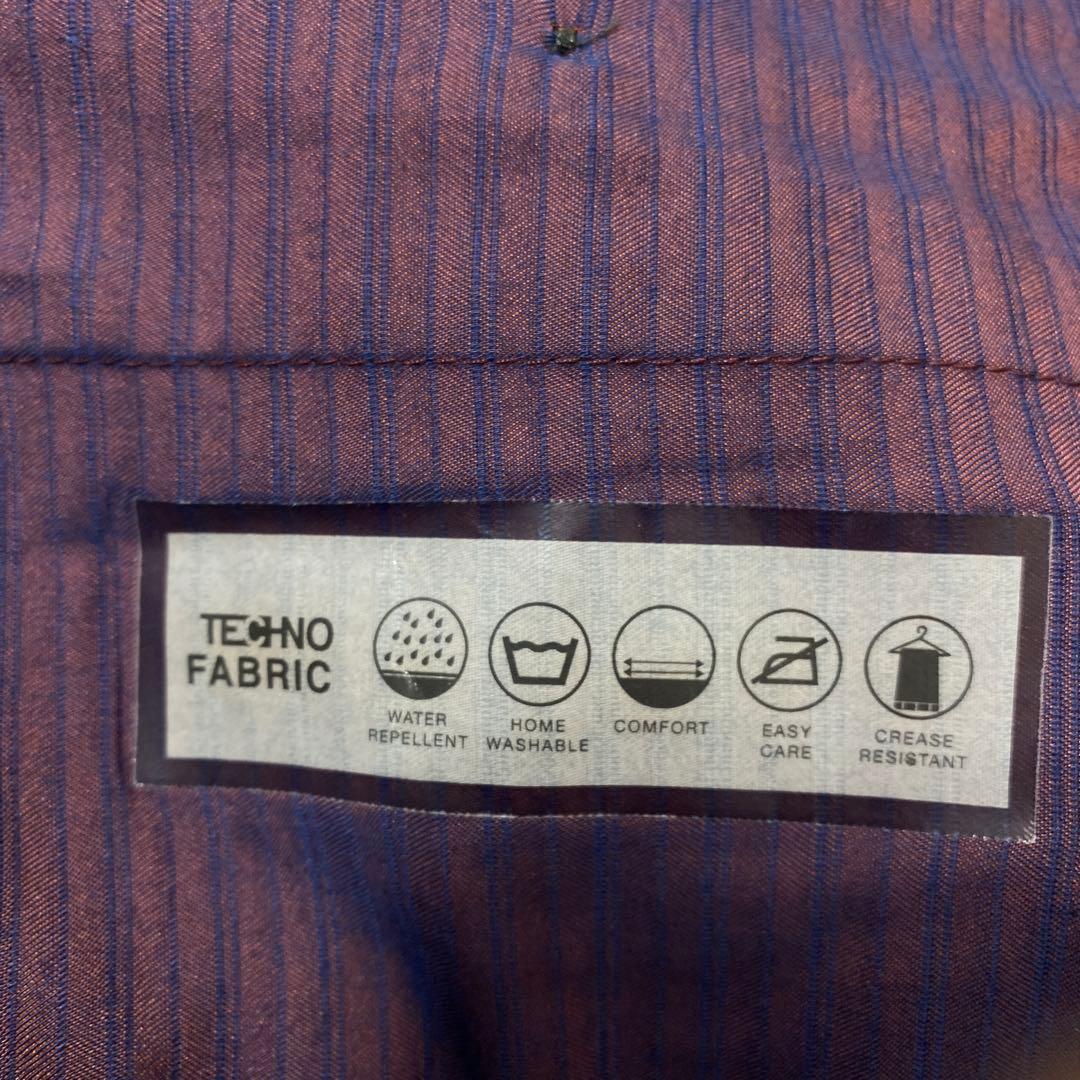 TECHNO
FABRIC
WATER
REPELLENT
HOME
WASHABLE
COMFORT
EASY
CARE
CREASE
RESISTANT